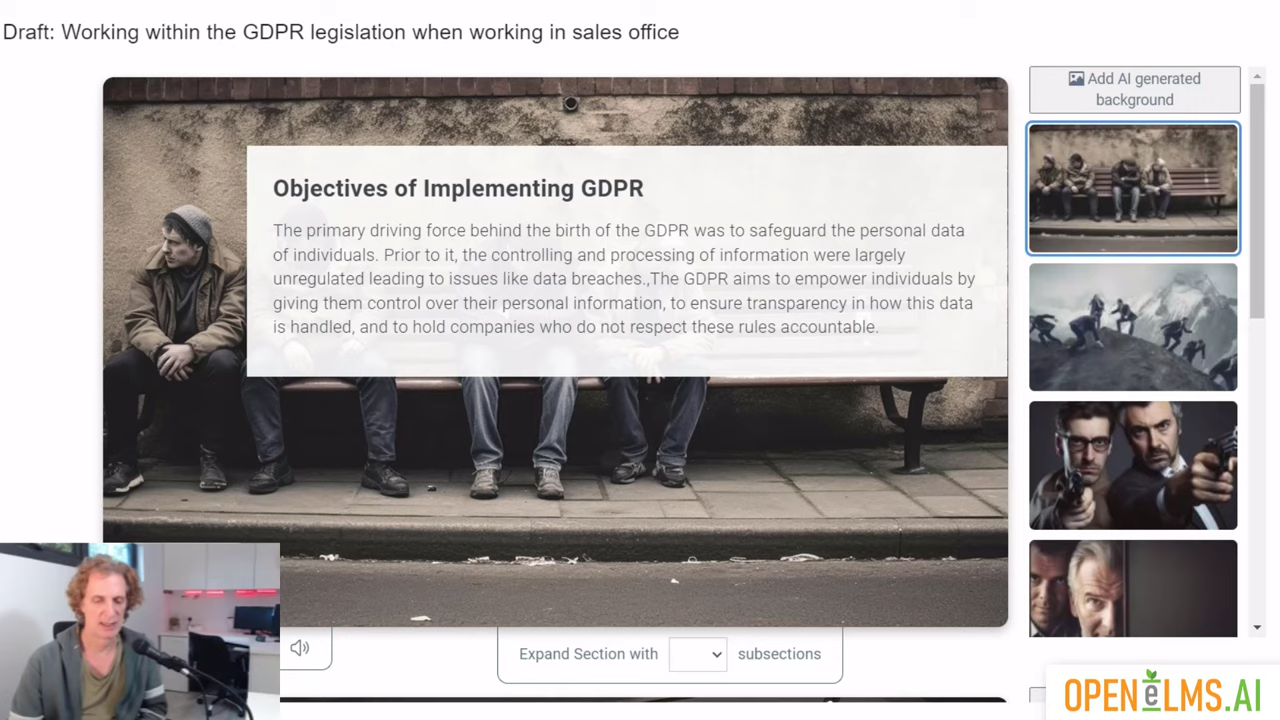 Draft: Working within the GDPR legislation when working in sales office
Add AI generated
background
Objectives of Implementing GDPR
The primary driving force behind the birth of the GDPR was to safeguard the personal data
of individuals. Prior to it, the controlling and processing of information were largely
unregulated leading to issues like data breaches.,The GDPR aims to empower individuals by
giving them control over their personal information, to ensure transparency in how this data
is handled, and to hold companies who do not respect these rules accountable.
Expand Section with
subsections
OPENeLMS.AI